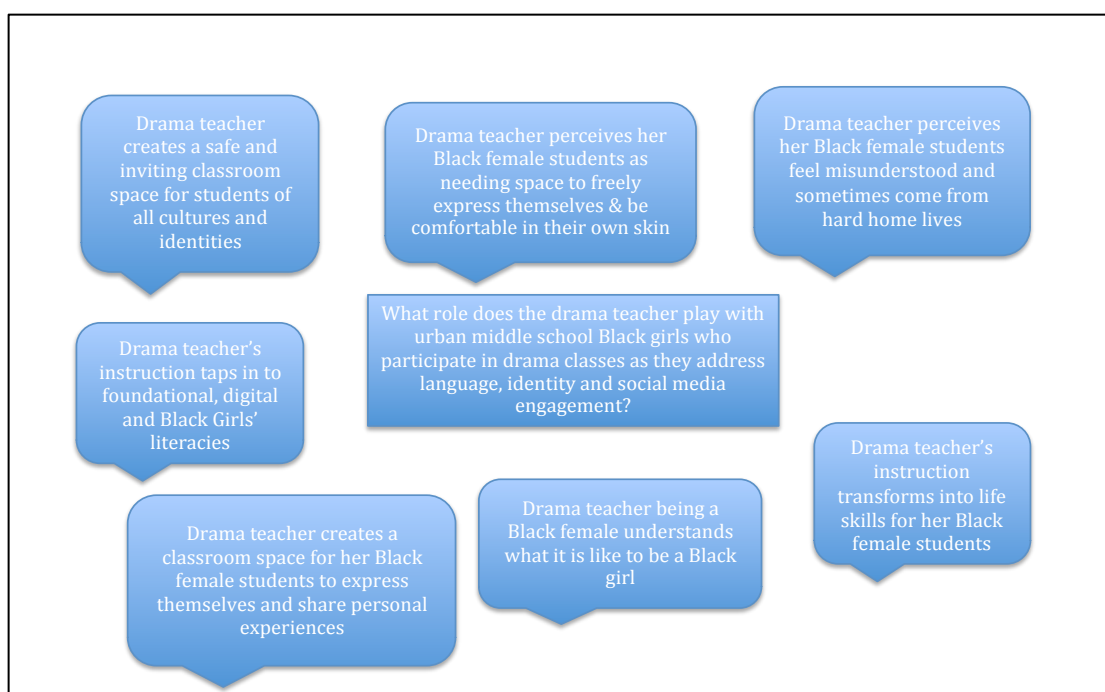 Drama teacher
creates a safe and
inviting classroom
space for students of
all cultures and
identities
Drama teacher perceives her
Black female students as
needing space to freely
express themselves & be
comfortable in their own skin
Drama teacher perceives
her Black female students
feel misunderstood and
sometimes come from
hard home lives
What role does the drama teacher play with
urban middle school Black girls who
participate in drama classes as they address
language, identity and social media
engagement?
Drama teacher’s
instruction taps in to
foundational, digital
and Black Girls’
literacies
Drama teacher’s
instruction
transforms into life
skills for her Black
female students
Drama teacher creates a
classroom space for her Black
female students to express
themselves and share personal
experiences
Drama teacher being a
Black female understands
what it is like to be a Black
girl